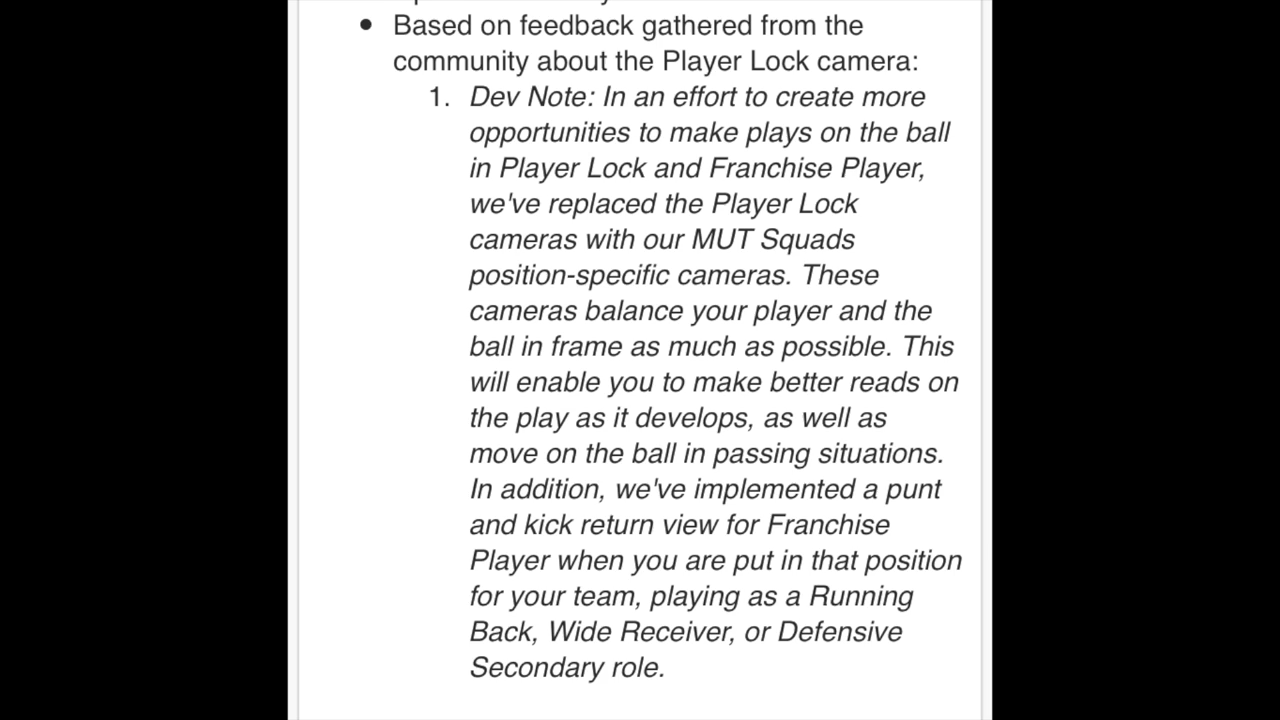 • Based on feedback gathered from the
community about the Player Lock camera:
1. Dev Note: In an effort to create more
opportunities to make plays on the ball
in Player Lock and Franchise Player,
we've replaced the Player Lock
cameras with our MUT Squads
position-specific cameras. These
cameras balance your player and the
ball in frame as much as possible. This
will enable you to make better reads on
the play as it develops, as well as
move on the ball in passing situations.
In addition, we've implemented a punt
and kick return view for Franchise
Player when you are put in that position
for your team, playing as a Running
Back, Wide Receiver, or Defensive
Secondary role.